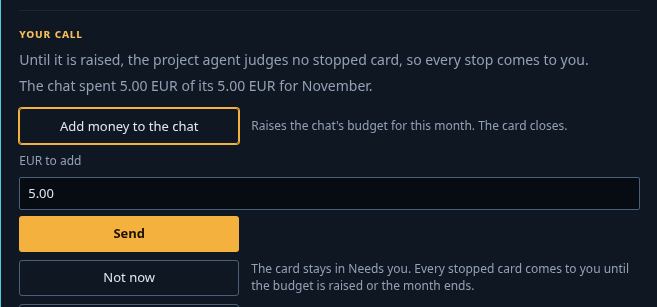 YOUR CALL
Until it is raised, the project agent judges no stopped card, so every stop comes to you.
The chat spent 5.00 EUR of its 5.00 EUR for November.
Add money to the chat
Raises the chat's budget for this month. The card closes.
EUR to add
5.00
Send
Not now
The card stays in Needs you. Every stopped card comes to you until
the budget is raised or the month ends.